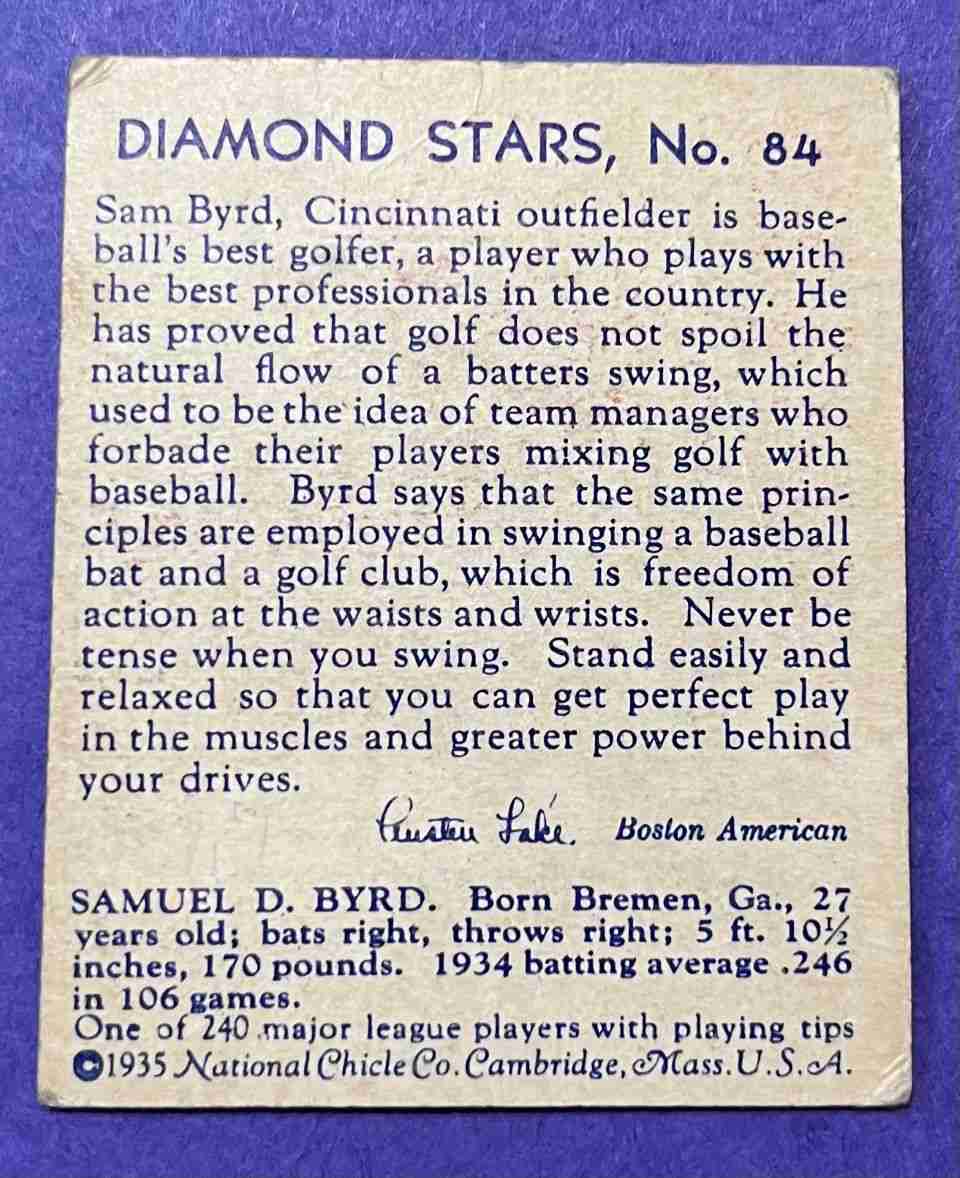 DIAMOND STARS, No. 84
Sam Byrd, Cincinnati outfielder is base-
ball's best golfer, a player who plays with
the best professionals in the country. He
has proved that golf does not spoil the
natural flow of a batters swing, which
used to be the idea of team managers who
forbade their players mixing golf with
baseball. Byrd says that the same prin-
ciples are employed in swinging a baseball
bat and a golf club, which is freedom of
action at the waists and wrists. Never be
tense when you swing. Stand easily and
relaxed so that you can get perfect play
in the muscles and greater power behind
your drives.
Austen Lake. Boston American
SAMUEL D. BYRD. Born Bremen, Ga., 27
years old; bats right, throws right; 5 ft. 10½
inches, 170 pounds. 1934 batting average .246
in 106 games.
One of 240 major league players with playing tips
©1935 National Chicle Co. Cambridge, Mass. U.S.A.